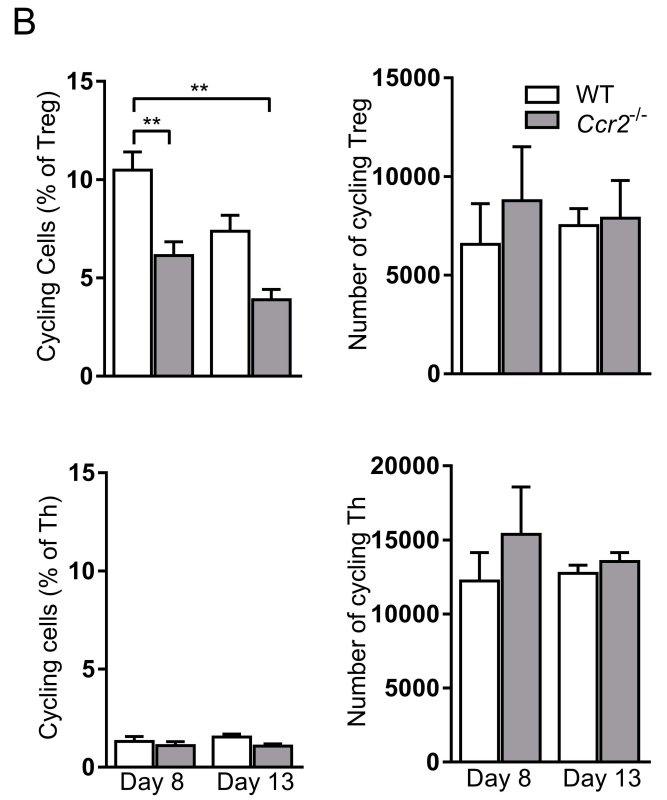 B
Cycling Cells (% of Treg)
15
10
5
0
**
**
Number of cycling Treg
15000
10000
5000
0
WT
Ccr2-/-
Cycling cells (% of Th)
15
10
5
0
Day 8
Day 13
Number of cycling Th
20000
15000
10000
5000
0
Day 8
Day 13